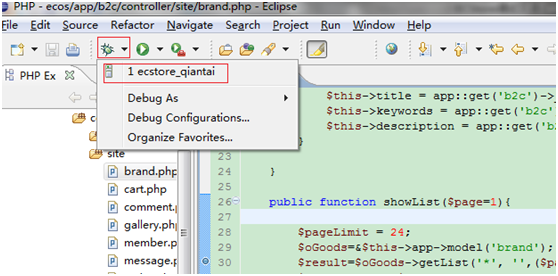 PHP - ecos/app/b2c/controller/site/brand.php - Eclipse
File Edit Source Refactor Navigate Search Project Run Window Help
PHP Ex
1 ecstore_qiantai
Debug As
Debug Configurations...
Organize Favorites...
site
brand.php
cart.php
comment.
gallery.ph
member.p
message.p
$this->title = app::get('b2c')->
$this->keywords = app::get('b2
$this->description = app::get('b
}
23
24 }
25
26 public function showList($page=1){
27
28 $pageLimit = 24;
29 $oGoods=&$this->app->model('brand');
30 $result=$oGoods->getList('*', '',($p